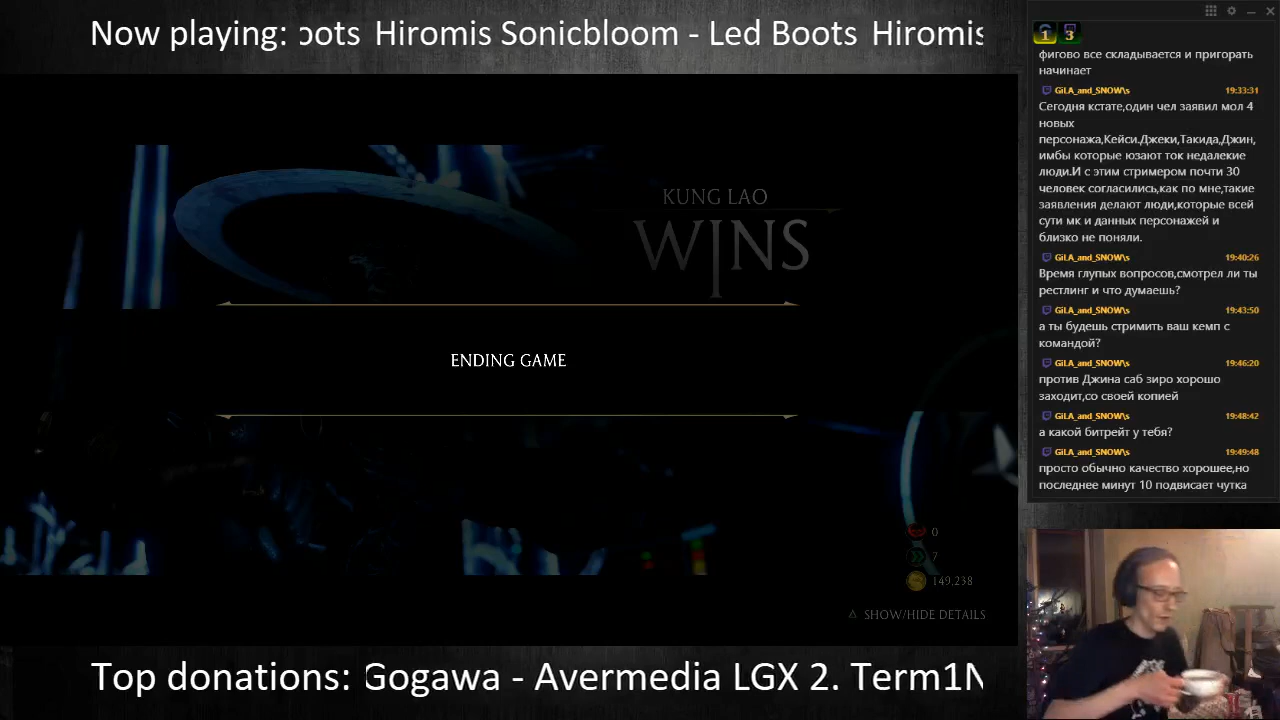 Now playing: oots Hiromis Sonicbloom - Led Boots Hiromis
KUNG LAO
WINS
ENDING GAME
0
7
149,238
△ SHOW/HIDE DETAILS
Top donations: Gogawa - Avermedia LGX 2. Term1N
1 3
фигово все складывается и пригорать
начинает
GiLA_and_SNOW\s 19:33:31
Сегодня кстате,один чел заявил мол 4
новых
персонажа,Кейси.Джеки,Такида,Джин,
имбы которые юзают ток недалекие
люди.И с этим стримером почти 30
человек согласились,как по мне,такие
заявления делают люди,которые всей
сути мк и данных персонажей и
близко не поняли.
GiLA_and_SNOW\s 19:40:26
Время глупых вопросов,смотрел ли ты
рестлинг и что думаешь?
GiLA_and_SNOW\s 19:43:50
а ты будешь стримить ваш кемп с
командой?
GiLA_and_SNOW\s 19:46:20
против Джина саб зиро хорошо
заходит,со своей копией
GiLA_and_SNOW\s 19:48:42
а какой битрейт у тебя?
GiLA_and_SNOW\s 19:49:48
просто обычно качество хорошее,но
последнее минут 10 подвисает чутка